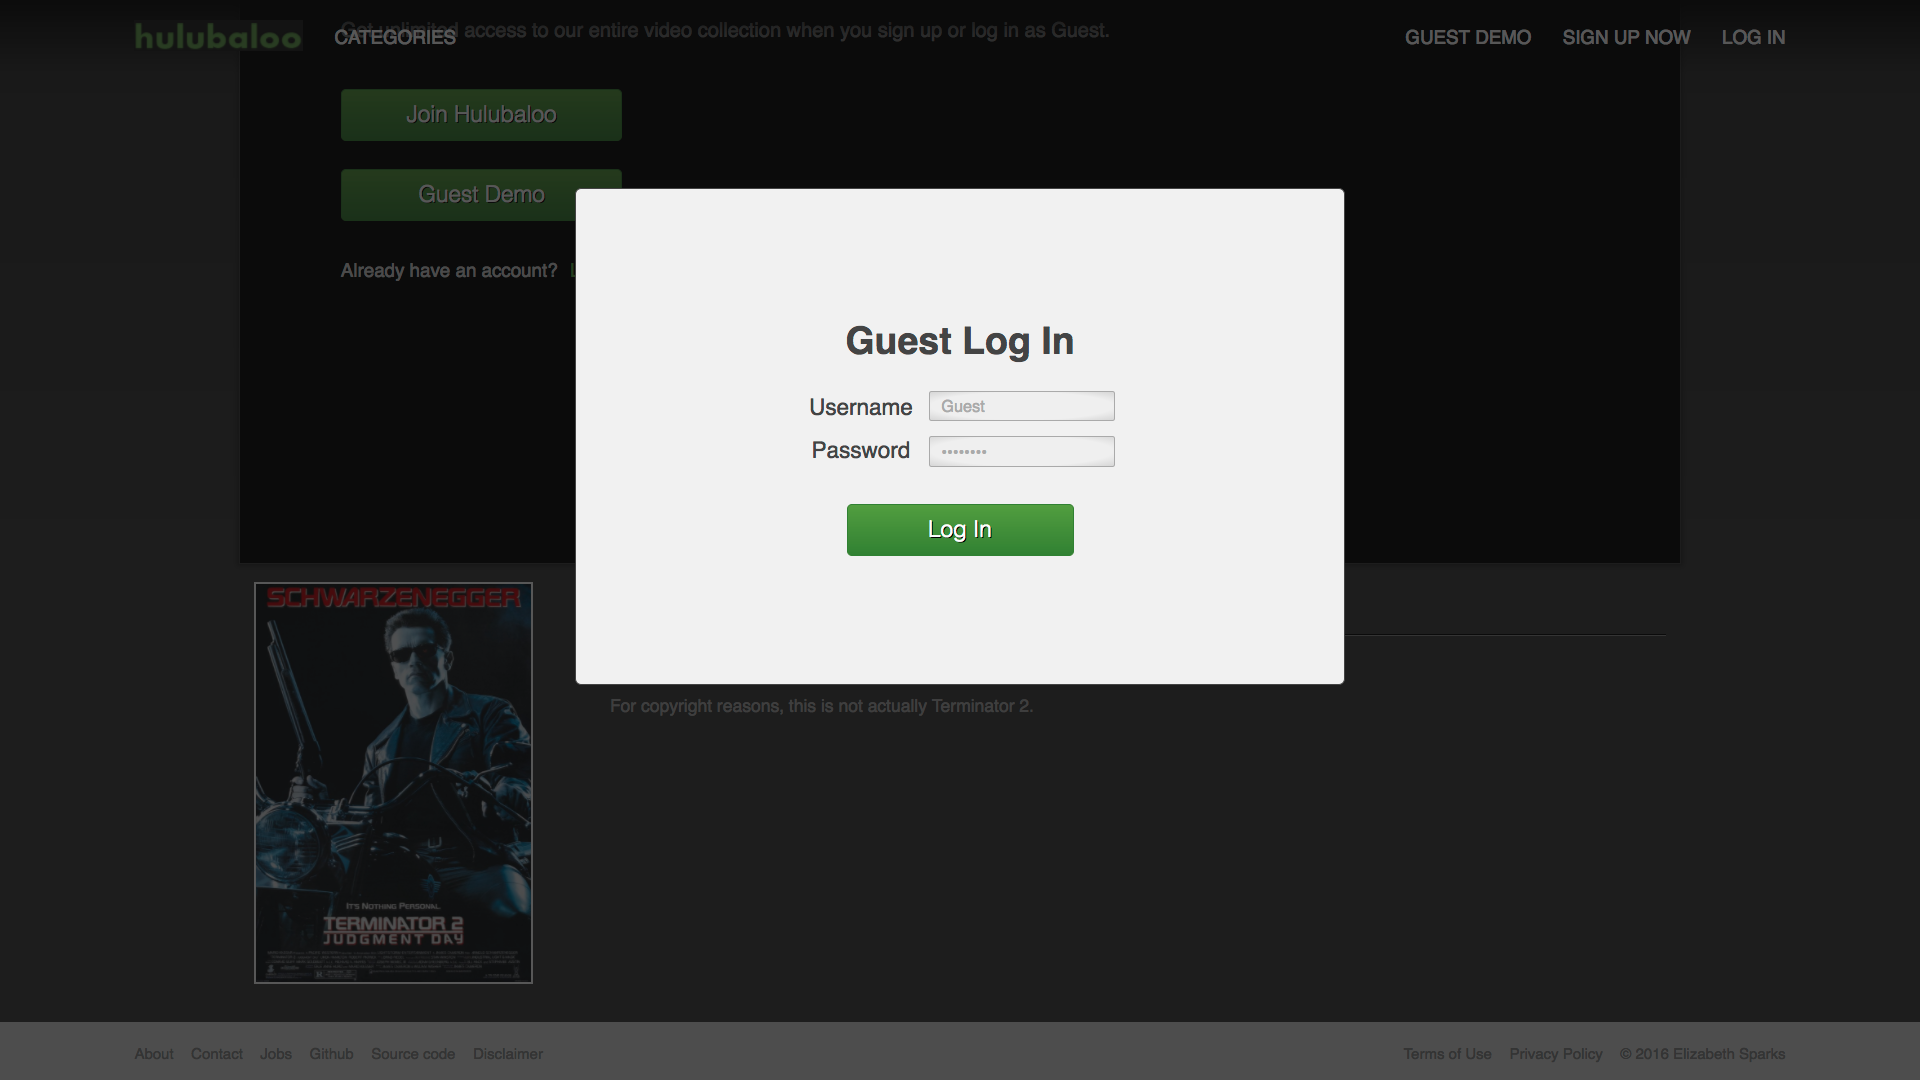 hulubaloo
CATEGORIES
GUEST DEMO
SIGN UP NOW
LOG IN
Get unlimited access to our entire video collection when you sign up or log in as Guest.
Join Hulubaloo
Guest Demo
Already have an account? L
Guest Log In
Username
Guest
Password
••••••••
Log In
SCHWARZENEGGER
IT'S NOTHING PERSONAL.
TERMINATOR 2
JUDGMENT DAY
For copyright reasons, this is not actually Terminator 2.
About Contact Jobs Github Source code Disclaimer
Terms of Use Privacy Policy © 2016 Elizabeth Sparks